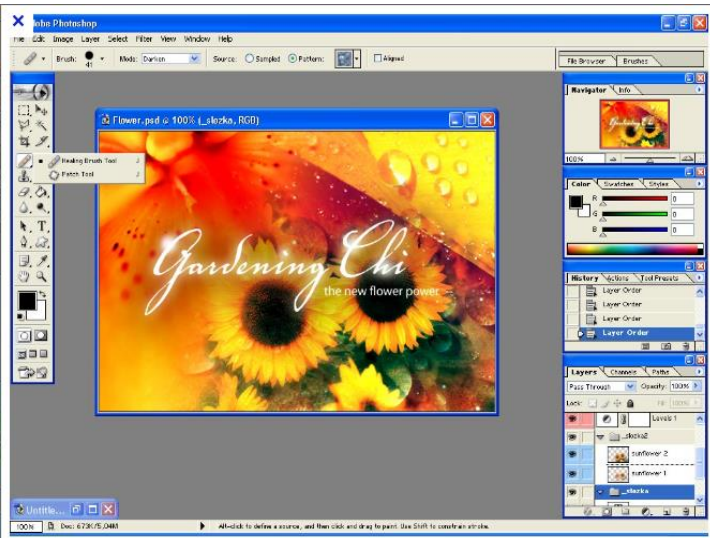 Adobe Photoshop
File Edit Image Layer Select Filter View Window Help
Brush: 41 Mode: Darken Source: Sampled Pattern: Aligned
File Browser Brushes
Flower.psd @ 100% (_slozka, RGB)
Healing Brush Tool J
Patch Tool J
Gardening Chi
the new flower power
Navigator Info
100%
Color Swatches Styles
R 0
G 0
B 0
History Actions Tool Presets
Layer Order
Layer Order
Layer Order
Layer Order
Layers Channels Paths
Pass Through Opacity: 100%
Lock: Fill: 100%
Levels 1
_slozka2
sunflower 2
sunflower 1
_slozka
Untitle...
100% Doc: 673K/5,04M Alt-click to define a source, and then click and drag to paint. Use Shift to constrain stroke.